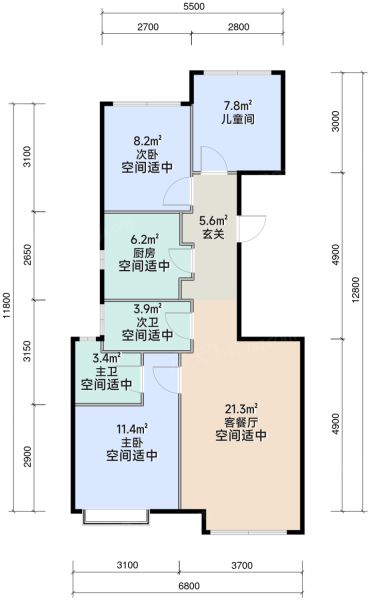 5500
2700
2800
7.8㎡
儿童间
8.2㎡
次卧
空间适中
5.6㎡
玄关
6.2㎡
厨房
空间适中
3.9㎡
次卫
空间适中
3.4㎡
主卫
空间适中
11.4㎡
主卧
空间适中
21.3㎡
客餐厅
空间适中
11800
3100
2650
3150
2900
3000
4900
4900
12800
3100
3700
6800